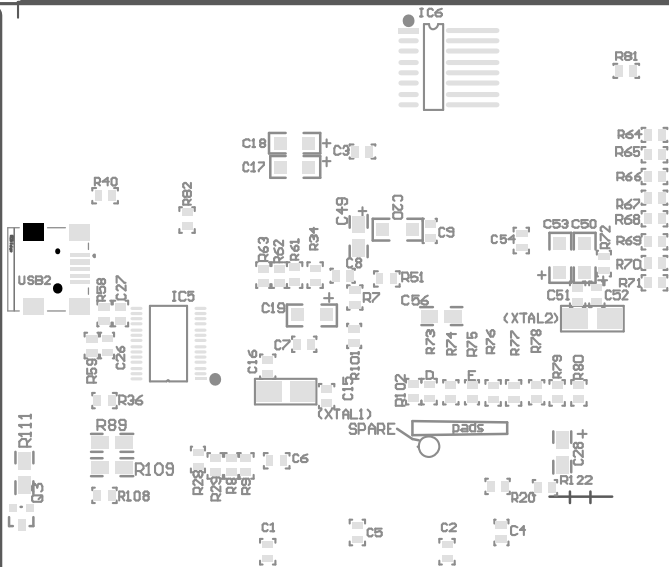 IC6
R81
R64
C18
C3
R65
C17
R66
R40
R82
R67
C49
C20
R68
C53 C50
C9
C54
R72
R69
R63
R62
R61
R34
R70
C8
R51
R71
USB2
R58
C27
IC5
R7
C51
C52
C19
C56
(XTAL2)
R73
R74
R75
R76
R77
R78
R59
C26
C7
C16
R101
R79
R80
R102
D
E
C15
R36
(XTAL1)
R111
R89
SPARE
pads
C28
R109
C6
R28
R29
R8
R9
R122
Q3
R108
R20
C1
C5
C2
C4